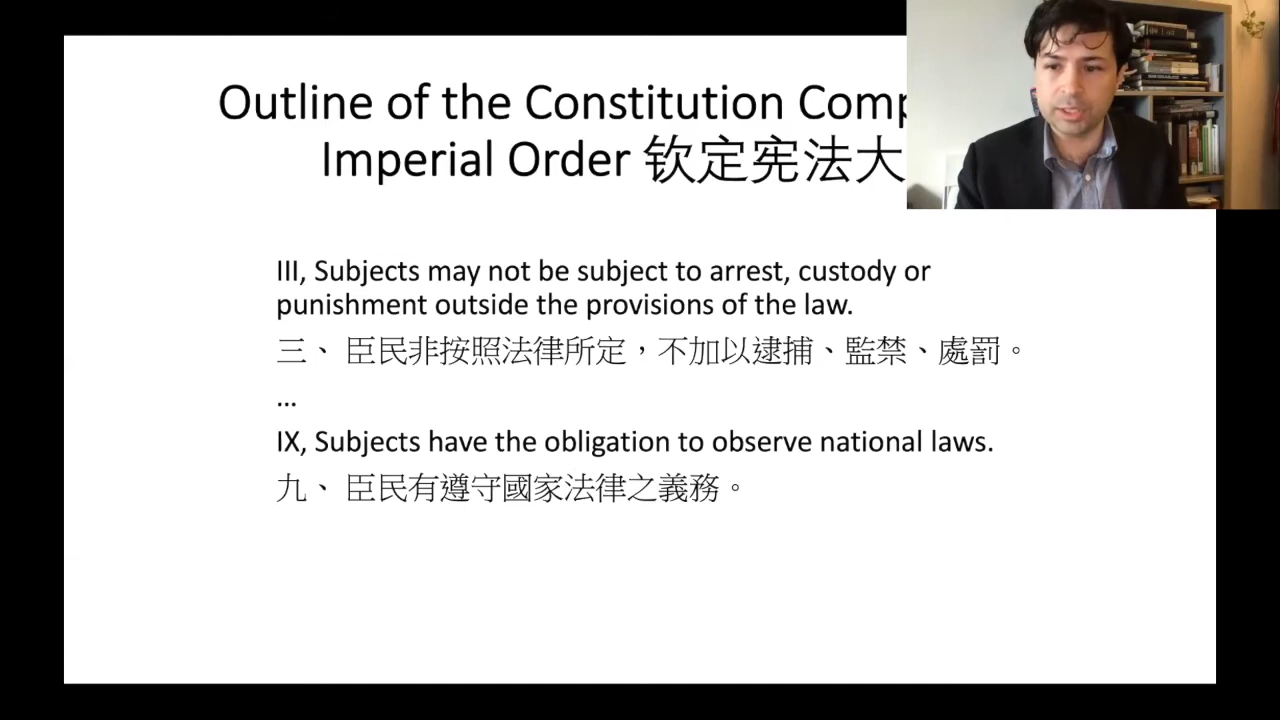 Outline of the Constitution Comp
Imperial Order 钦定宪法大
III, Subjects may not be subject to arrest, custody or
punishment outside the provisions of the law.
三、 臣民非按照法律所定，不加以逮捕、監禁、處罰。
…
IX, Subjects have the obligation to observe national laws.
九、 臣民有遵守國家法律之義務。